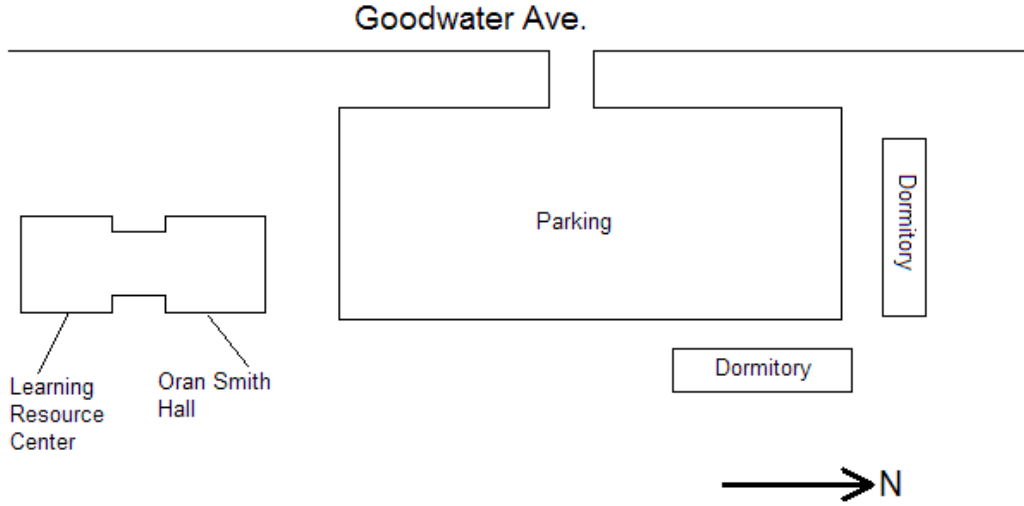 Goodwater Ave.
Parking
Dormitory
Learning
Resource
Center
Oran Smith
Hall
Dormitory
N